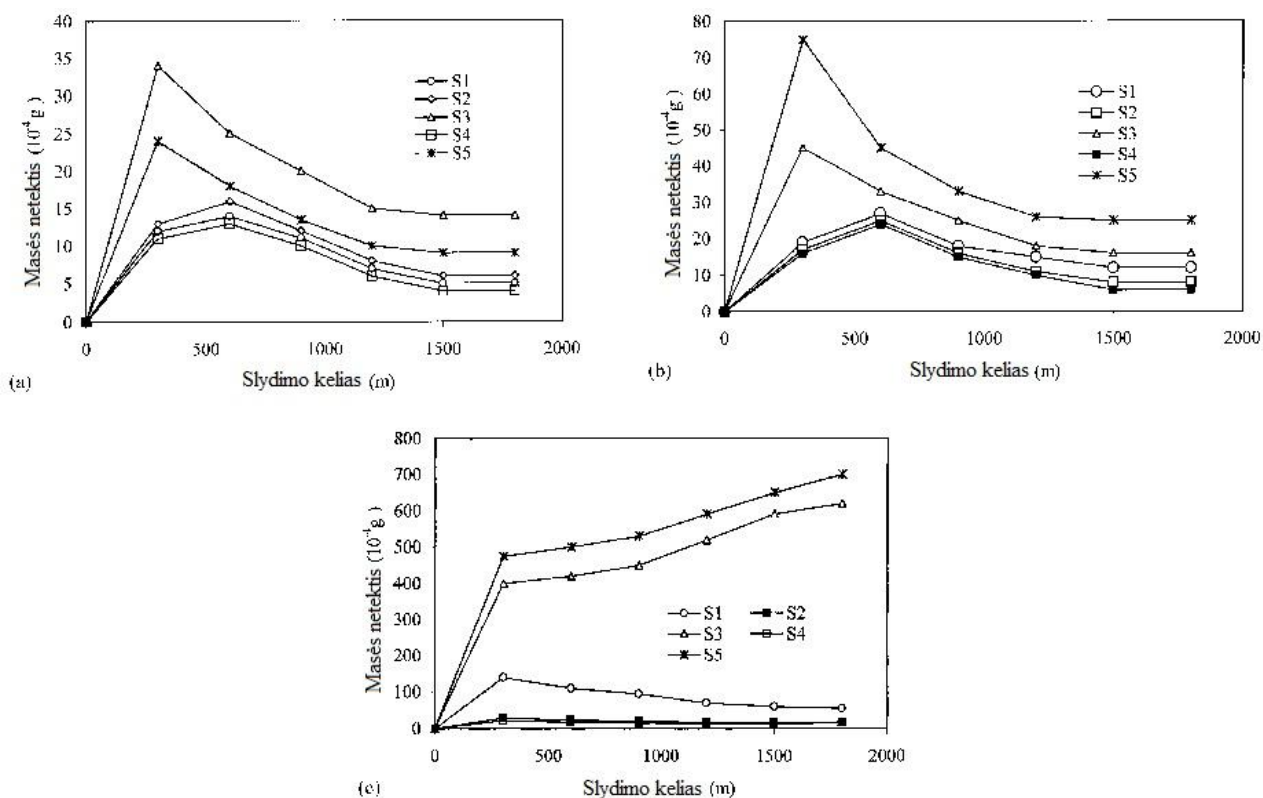 40
35
30
25
20
15
10
5
0
Masės netektis (10⁻⁴ g )
S1
S2
S3
S4
S5
0 500 1000 1500 2000
(a) Slydimo kelias (m)
80
70
60
50
40
30
20
10
0
Masės netektis (10⁻⁴ g)
S1
S2
S3
S4
S5
0 500 1000 1500 2000
(b) Slydimo kelias (m)
800
700
600
500
400
300
200
100
0
Masės netektis (10⁻⁴g )
S1 S2
S3 S4
S5
0 500 1000 1500 2000
(c) Slydimo kelias (m)